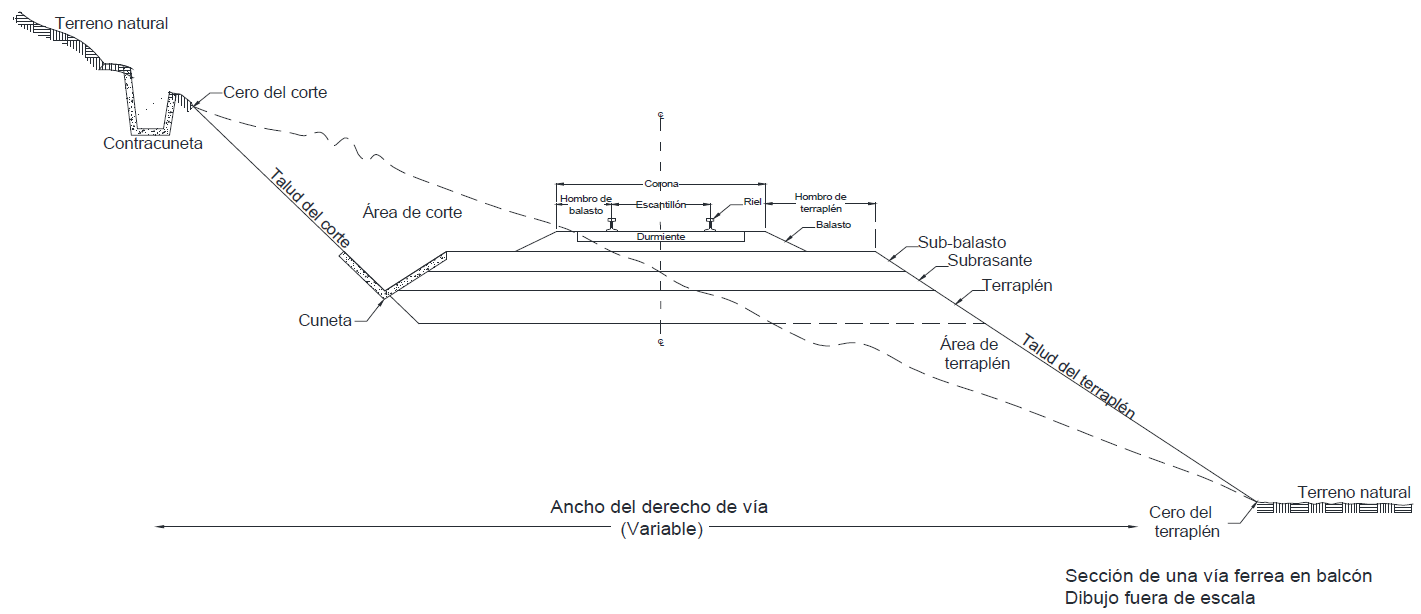 Terreno natural
Cero del corte
Contracuneta
Talud del corte
Área de corte
℄
Corona
Hombro de
balasto
Escantillón
Riel
Hombro de
terraplén
Balasto
Durmiente
Sub-balasto
Subrasante
Terraplén
Cuneta
℄
Área de
terraplén
Talud del terraplén
Terreno natural
Cero del
terraplén
Ancho del derecho de vía
(Variable)
Sección de una vía ferrea en balcón
Dibujo fuera de escala